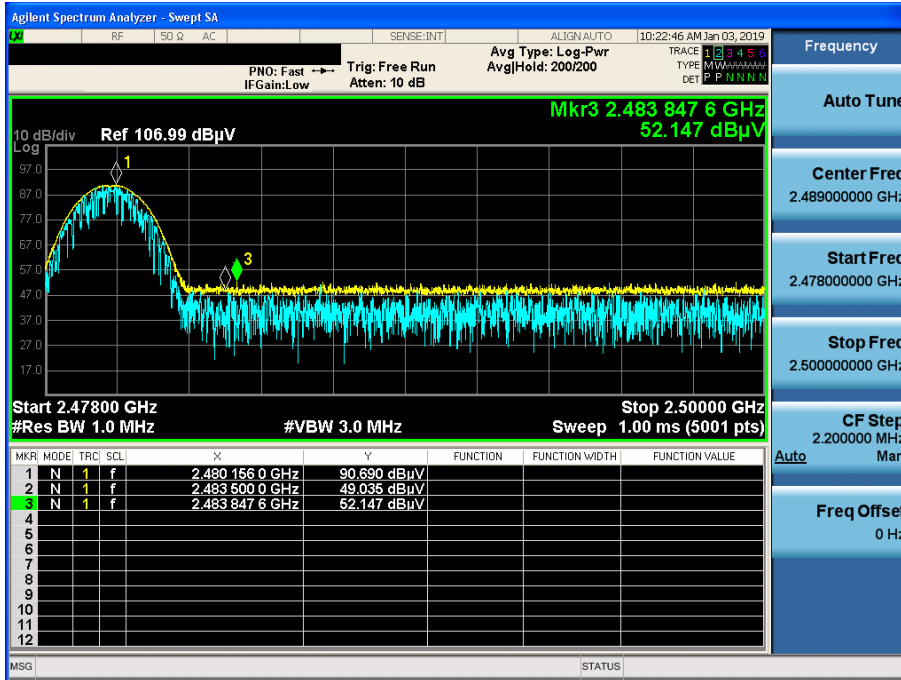 Agilent Spectrum Analyzer - Swept SA
LXI RF 50 Ω AC SENSE:INT ALIGN AUTO 10:22:46 AM Jan 03, 2019
Frequency
PNO: Fast Trig: Free Run Avg Type: Log-Pwr TRACE 1 2 3 4 5 6
IFGain:Low Atten: 10 dB Avg|Hold: 200/200 TYPE M W
DET P P N N N N
Auto Tune
Mkr3 2.483 847 6 GHz
52.147 dBµV
10 dB/div Ref 106.99 dBµV
Log
97.0
87.0
77.0
67.0
57.0
47.0
37.0
27.0
17.0
1
3
Center Freq
2.489000000 GHz
Start Freq
2.478000000 GHz
Stop Freq
2.500000000 GHz
Start 2.47800 GHz Stop 2.50000 GHz
#Res BW 1.0 MHz #VBW 3.0 MHz Sweep 1.00 ms (5001 pts)
CF Step
2.200000 MHz
Auto Man
MKR MODE TRC SCL X Y FUNCTION FUNCTION WIDTH FUNCTION VALUE
1 N 1 f 2.480 156 0 GHz 90.690 dBµV
2 N 1 f 2.483 500 0 GHz 49.035 dBµV
3 N 1 f 2.483 847 6 GHz 52.147 dBµV
4
5
6
7
8
9
10
11
12
Freq Offset
0 Hz
MSG STATUS